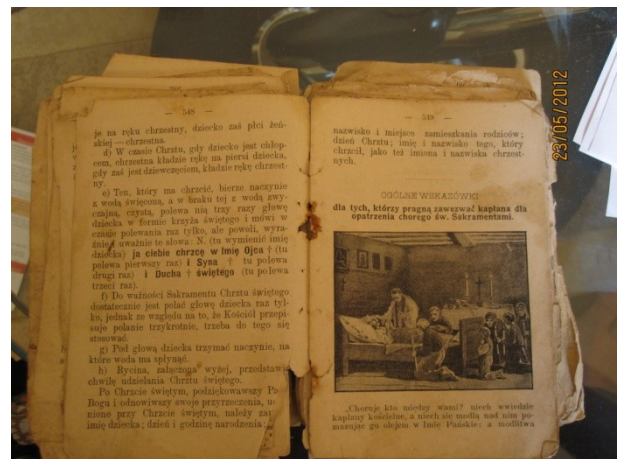 — 548 —
je na ręku chrzestny, dziecko zaś płci żeń-
skiej — chrzestna.
d) W czasie Chrztu, gdy dziecko jest chłop-
cem, chrzestna kładzie rękę na piersi dziecka,
gdy zaś jest dziewczęciem, kładzie rękę chrzest-
ny.
e) Ten, który ma chrzcić, bierze naczynie
z wodą święconą, a w braku tej z wodą zwy-
czajną, czystą, polewa nią trzy razy głowę
dziecka w formie krzyża świętego i mówi w
czasie polewania raz tylko, ale powoli, wyra-
źnie i uważnie te słowa: N. (tu wymienić imię
dziecka) ja ciebie chrzcę w Imię Ojca † (tu
polewa pierwszy raz) i Syna † tu polewa
drugi raz) i Ducha † świętego (tu polewa
trzeci raz).
f) Do ważności Sakramentu Chrztu świętego
dostatecznie jest polać głowę dziecka raz tyl-
ko, jednak ze względu na to, że Kościół przepi-
suje polanie trzykrotnie, trzeba do tego się
stosować.
g) Pod głową dziecka trzymać naczynie, na
które woda ma spłynąć.
h) Rycina, załączona wyżej, przedstawia
chwilę udzielania Chrztu świętego.
Po Chrzcie świętym, podziękowawszy
Bogu i odnowiwszy swoje przyrzeczenia,
nione przy Chrzcie świętym, należy
imię dziecka; dzień i godzinę narodzenia;
— 549 —
nazwisko i miejsce zamieszkania rodziców;
dzień Chrztu; imię i nazwisko tego, który
chrzcił, jako też imiona i nazwiska chrzest-
nych.
OGÓLNE WSKAZÓWKI
dla tych, którzy pragną zawezwać kapłana dla
opatrzenia chorego św. Sakramentami.
„Choruje kto między wami? niech wwiedzie
kapłany kościelne, a niech się modlą nad nim po-
mazując go olejem w Imię Pańskie; a modlitwa
23/05/2012